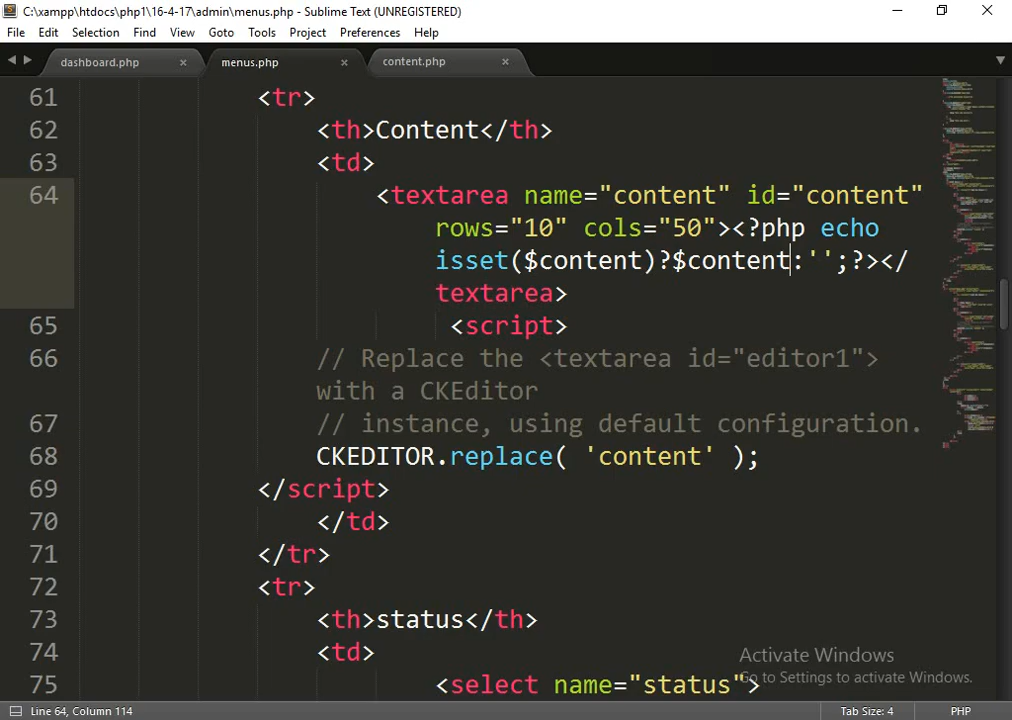 C:\xampp\htdocs\php1\16-4-17\admin\menus.php - Sublime Text (UNREGISTERED)
File Edit Selection Find View Goto Tools Project Preferences Help
dashboard.php × menus.php × content.php ×
61 <tr>
62 <th>Content</th>
63 <td>
64 <textarea name="content" id="content"
rows="10" cols="50"><?php echo
isset($content)?$content:'';?></
textarea>
65 <script>
66 // Replace the <textarea id="editor1">
with a CKEditor
67 // instance, using default configuration.
68 CKEDITOR.replace( 'content' );
69 </script>
70 </td>
71 </tr>
72 <tr>
73 <th>status</th>
74 <td>
75 <select name="status">
Activate Windows
Go to Settings to activate Windows.
Line 64, Column 114 Tab Size: 4 PHP